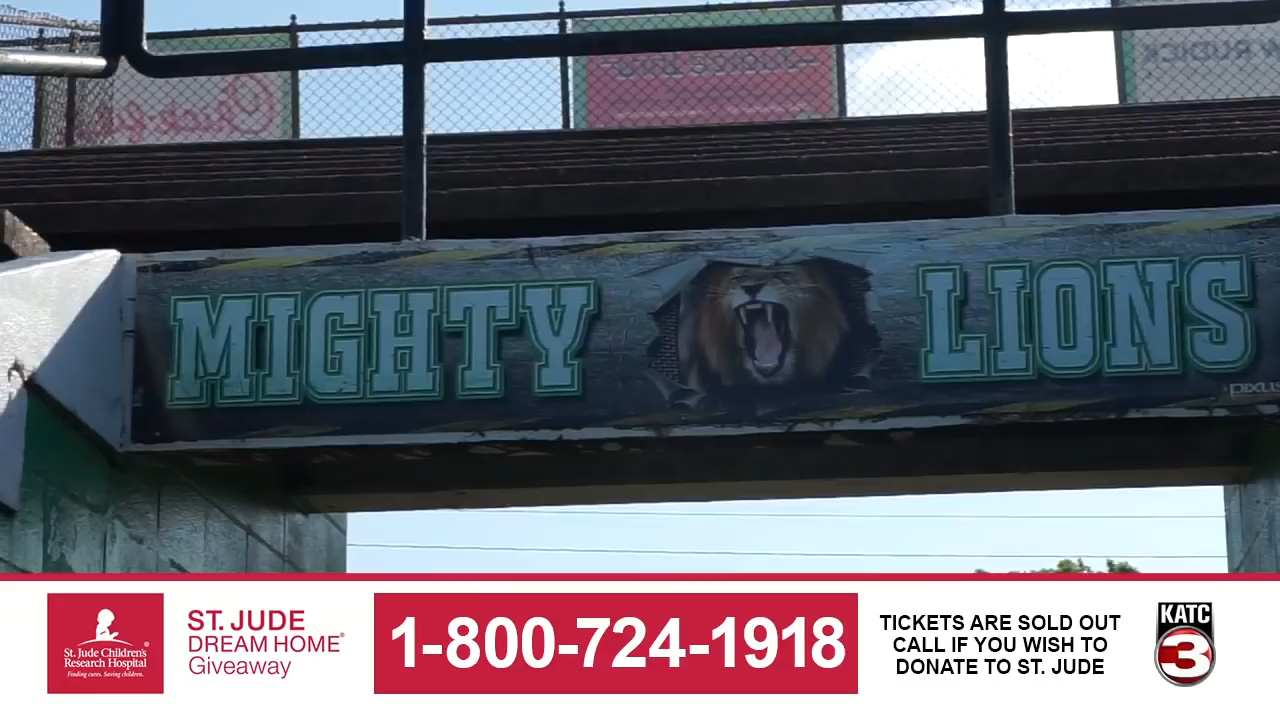 RUDICK
MIGHTY LIONS
St. Jude Children's
Research Hospital
Finding cures. Saving children.
ST. JUDE
DREAM HOME®
Giveaway
1-800-724-1918
TICKETS ARE SOLD OUT
CALL IF YOU WISH TO
DONATE TO ST. JUDE
KATC
3